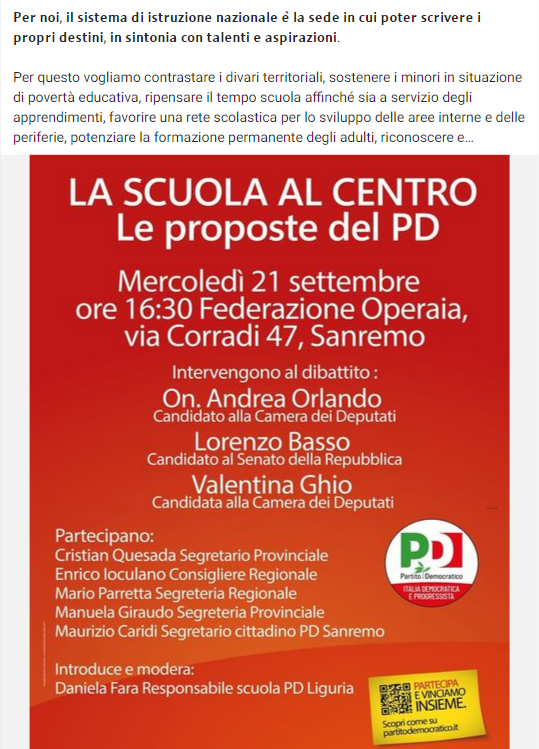 Per noi, il sistema di istruzione nazionale è la sede in cui poter scrivere i
propri destini, in sintonia con talenti e aspirazioni.
Per questo vogliamo contrastare i divari territoriali, sostenere i minori in situazione
di povertà educativa, ripensare il tempo scuola affinché sia a servizio degli
apprendimenti, favorire una rete scolastica per lo sviluppo delle aree interne e delle
periferie, potenziare la formazione permanente degli adulti, riconoscere e...
LA SCUOLA AL CENTRO
Le proposte del PD
Mercoledì 21 settembre
ore 16:30 Federazione Operaia,
via Corradi 47, Sanremo
Intervengono al dibattito :
On. Andrea Orlando
Candidato alla Camera dei Deputati
Lorenzo Basso
Candidato al Senato della Repubblica
Valentina Ghio
Candidata alla Camera dei Deputati
Partecipano:
Cristian Quesada Segretario Provinciale
Enrico Ioculano Consigliere Regionale
Mario Parretta Segreteria Regionale
Manuela Giraudo Segreteria Provinciale
Maurizio Caridi Segretario cittadino PD Sanremo
PD
Partito Democratico
ITALIA DEMOCRATICA
E PROGRESSISTA
Introduce e modera:
Daniela Fara Responsabile scuola PD Liguria
PARTECIPA
E VINCIAMO
INSIEME.
Scopri come su
partitodemocratico.it